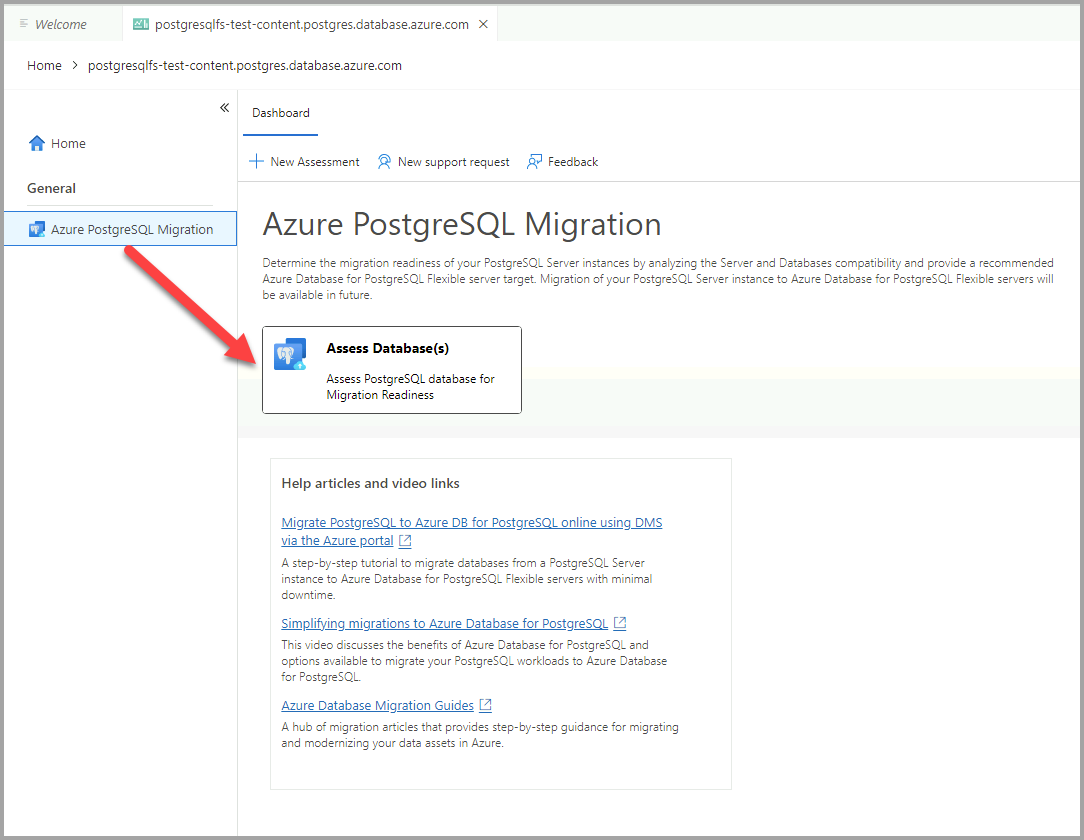 Welcome
postgresqlfs-test-content.postgres.database.azure.com
Home > postgresqlfs-test-content.postgres.database.azure.com
Home
General
Azure PostgreSQL Migration
Dashboard
New Assessment
New support request
Feedback
Azure PostgreSQL Migration
Determine the migration readiness of your PostgreSQL Server instances by analyzing the Server and Databases compatibility and provide a recommended
Azure Database for PostgreSQL Flexible server target. Migration of your PostgreSQL Server instance to Azure Database for PostgreSQL Flexible servers will
be available in future.
Assess Database(s)
Assess PostgreSQL database for
Migration Readiness
Help articles and video links
Migrate PostgreSQL to Azure DB for PostgreSQL online using DMS
via the Azure portal
A step-by-step tutorial to migrate databases from a PostgreSQL Server
instance to Azure Database for PostgreSQL Flexible servers with minimal
downtime.
Simplifying migrations to Azure Database for PostgreSQL
This video discusses the benefits of Azure Database for PostgreSQL and
options available to migrate your PostgreSQL workloads to Azure Database
for PostgreSQL.
Azure Database Migration Guides
A hub of migration articles that provides step-by-step guidance for migrating
and modernizing your data assets in Azure.